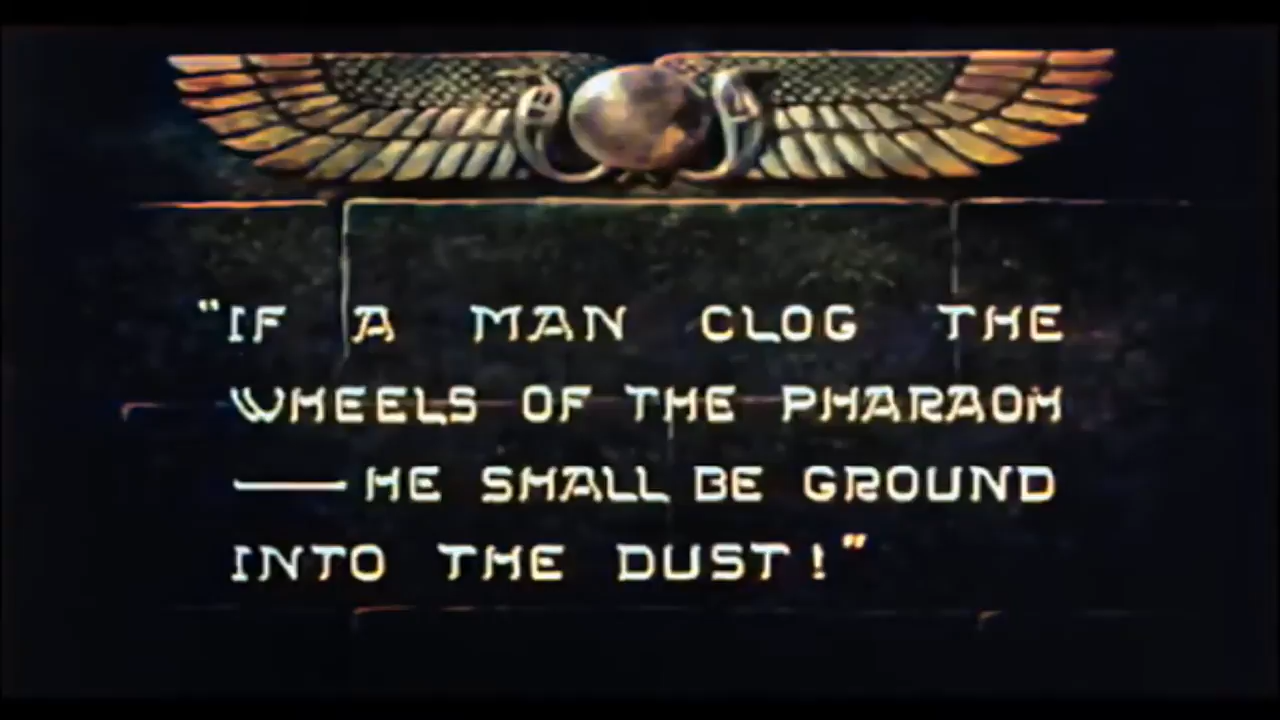 "IF A MAN CLOG THE
WHEELS OF THE PHARAOH
—HE SHALL BE GROUND
INTO THE DUST!"